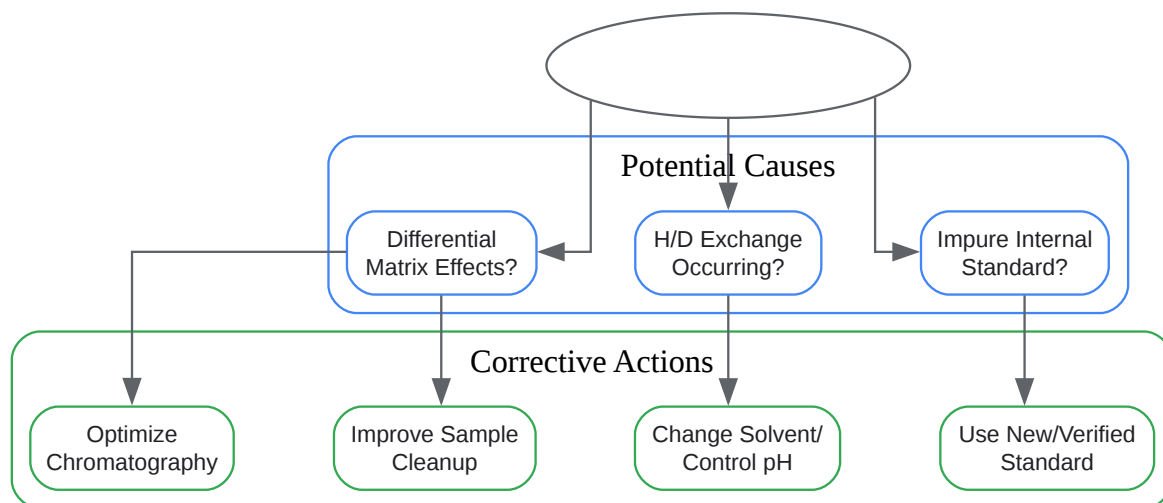 Potential Causes
Differential
Matrix Effects?
H/D Exchange
Occurring?
Impure Internal
Standard?
Corrective Actions
Optimize
Chromatography
Improve Sample
Cleanup
Change Solvent/
Control pH
Use New/Verified
Standard